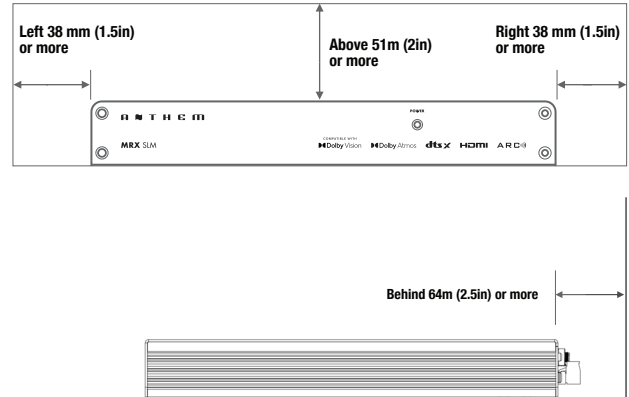 Left 38 mm (1.5in)
or more
Above 51m (2in)
or more
Right 38 mm (1.5in)
or more
ANTHEM
POWER
MRX SLM
COMPATIBLE WITH
Dolby Vision Dolby Atmos dts x HDMI ARC
Behind 64m (2.5in) or more